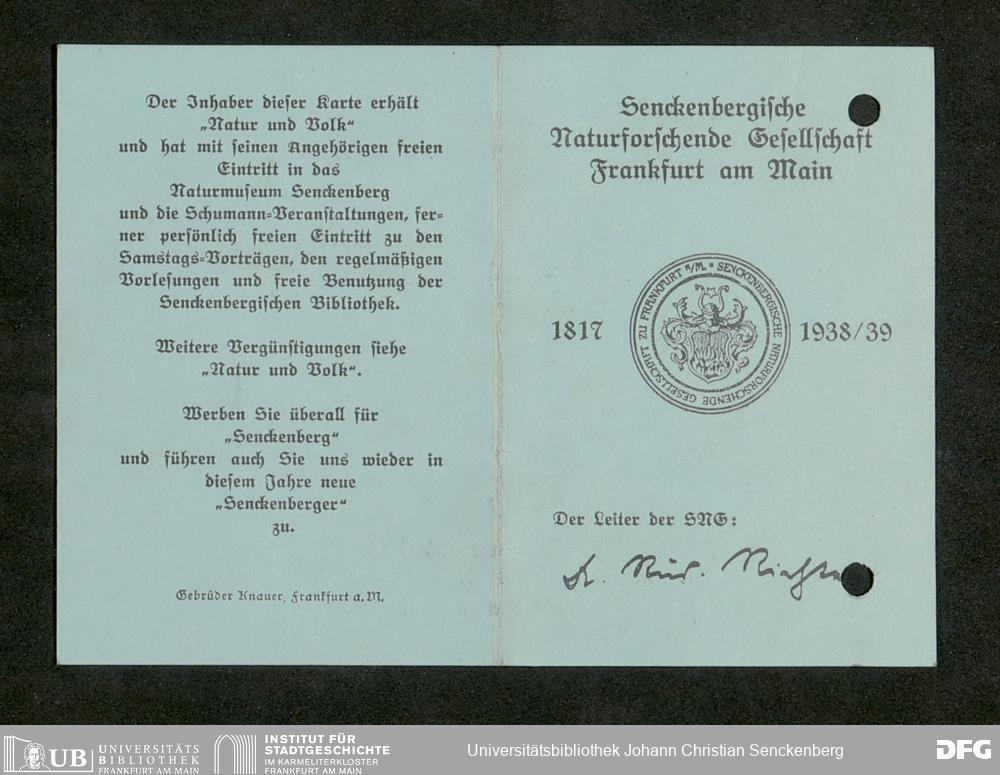 Der Inhaber dieser Karte erhält
„Natur und Volk“
und hat mit seinen Angehörigen freien
Eintritt in das
Naturmuseum Senckenberg
und die Schumann=Veranstaltungen, fer=
ner persönlich freien Eintritt zu den
Samstags=Vorträgen, den regelmäßigen
Vorlesungen und freie Benutzung der
Senckenbergischen Bibliothek.
Weitere Vergünstigungen siehe
„Natur und Volk“.
Werben Sie überall für
„Senckenberg“
und führen auch Sie uns wieder in
diesem Jahre neue
„Senckenberger“
zu.
Gebrüder Knauer, Frankfurt a. M.
Senckenbergische
Naturforschende Gesellschaft
Frankfurt am Main
1817
SENCKENBERGISCHE NATURFORSCHENDE GESELLSCHAFT ZU FRANKFURT A/M.
1938/39
Der Leiter der SNG:
Dr. Rud. Richter
UB
UNIVERSITÄTS
BIBLIOTHEK
FRANKFURT AM MAIN
INSTITUT FÜR
STADTGESCHICHTE
IM KARMELITERKLOSTER
FRANKFURT AM MAIN
Universitätsbibliothek Johann Christian Senckenberg
DFG